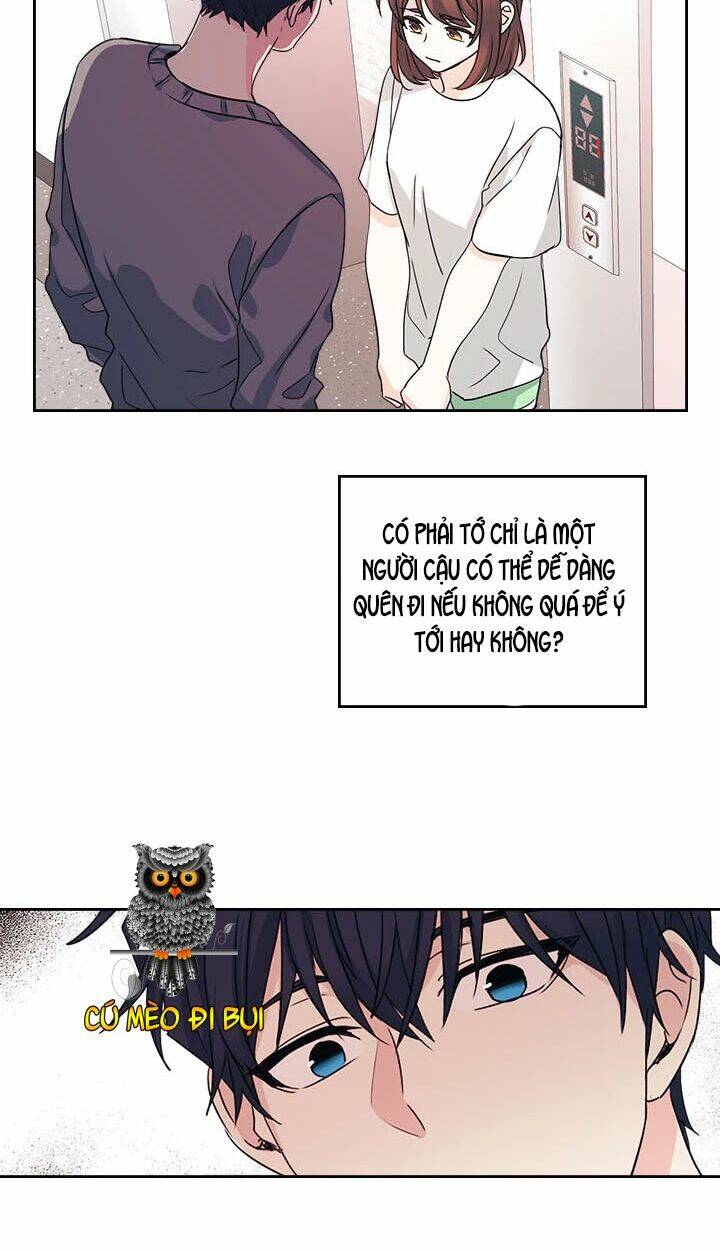 CÓ PHẢI TỚ CHỈ LÀ MỘT
NGƯỜI CẬU CÓ THỂ DỄ DÀNG
QUÊN ĐI NẾU KHÔNG QUÁ ĐỂ Ý
TỚI HAY KHÔNG?
CÚ MÈO ĐI BỤI